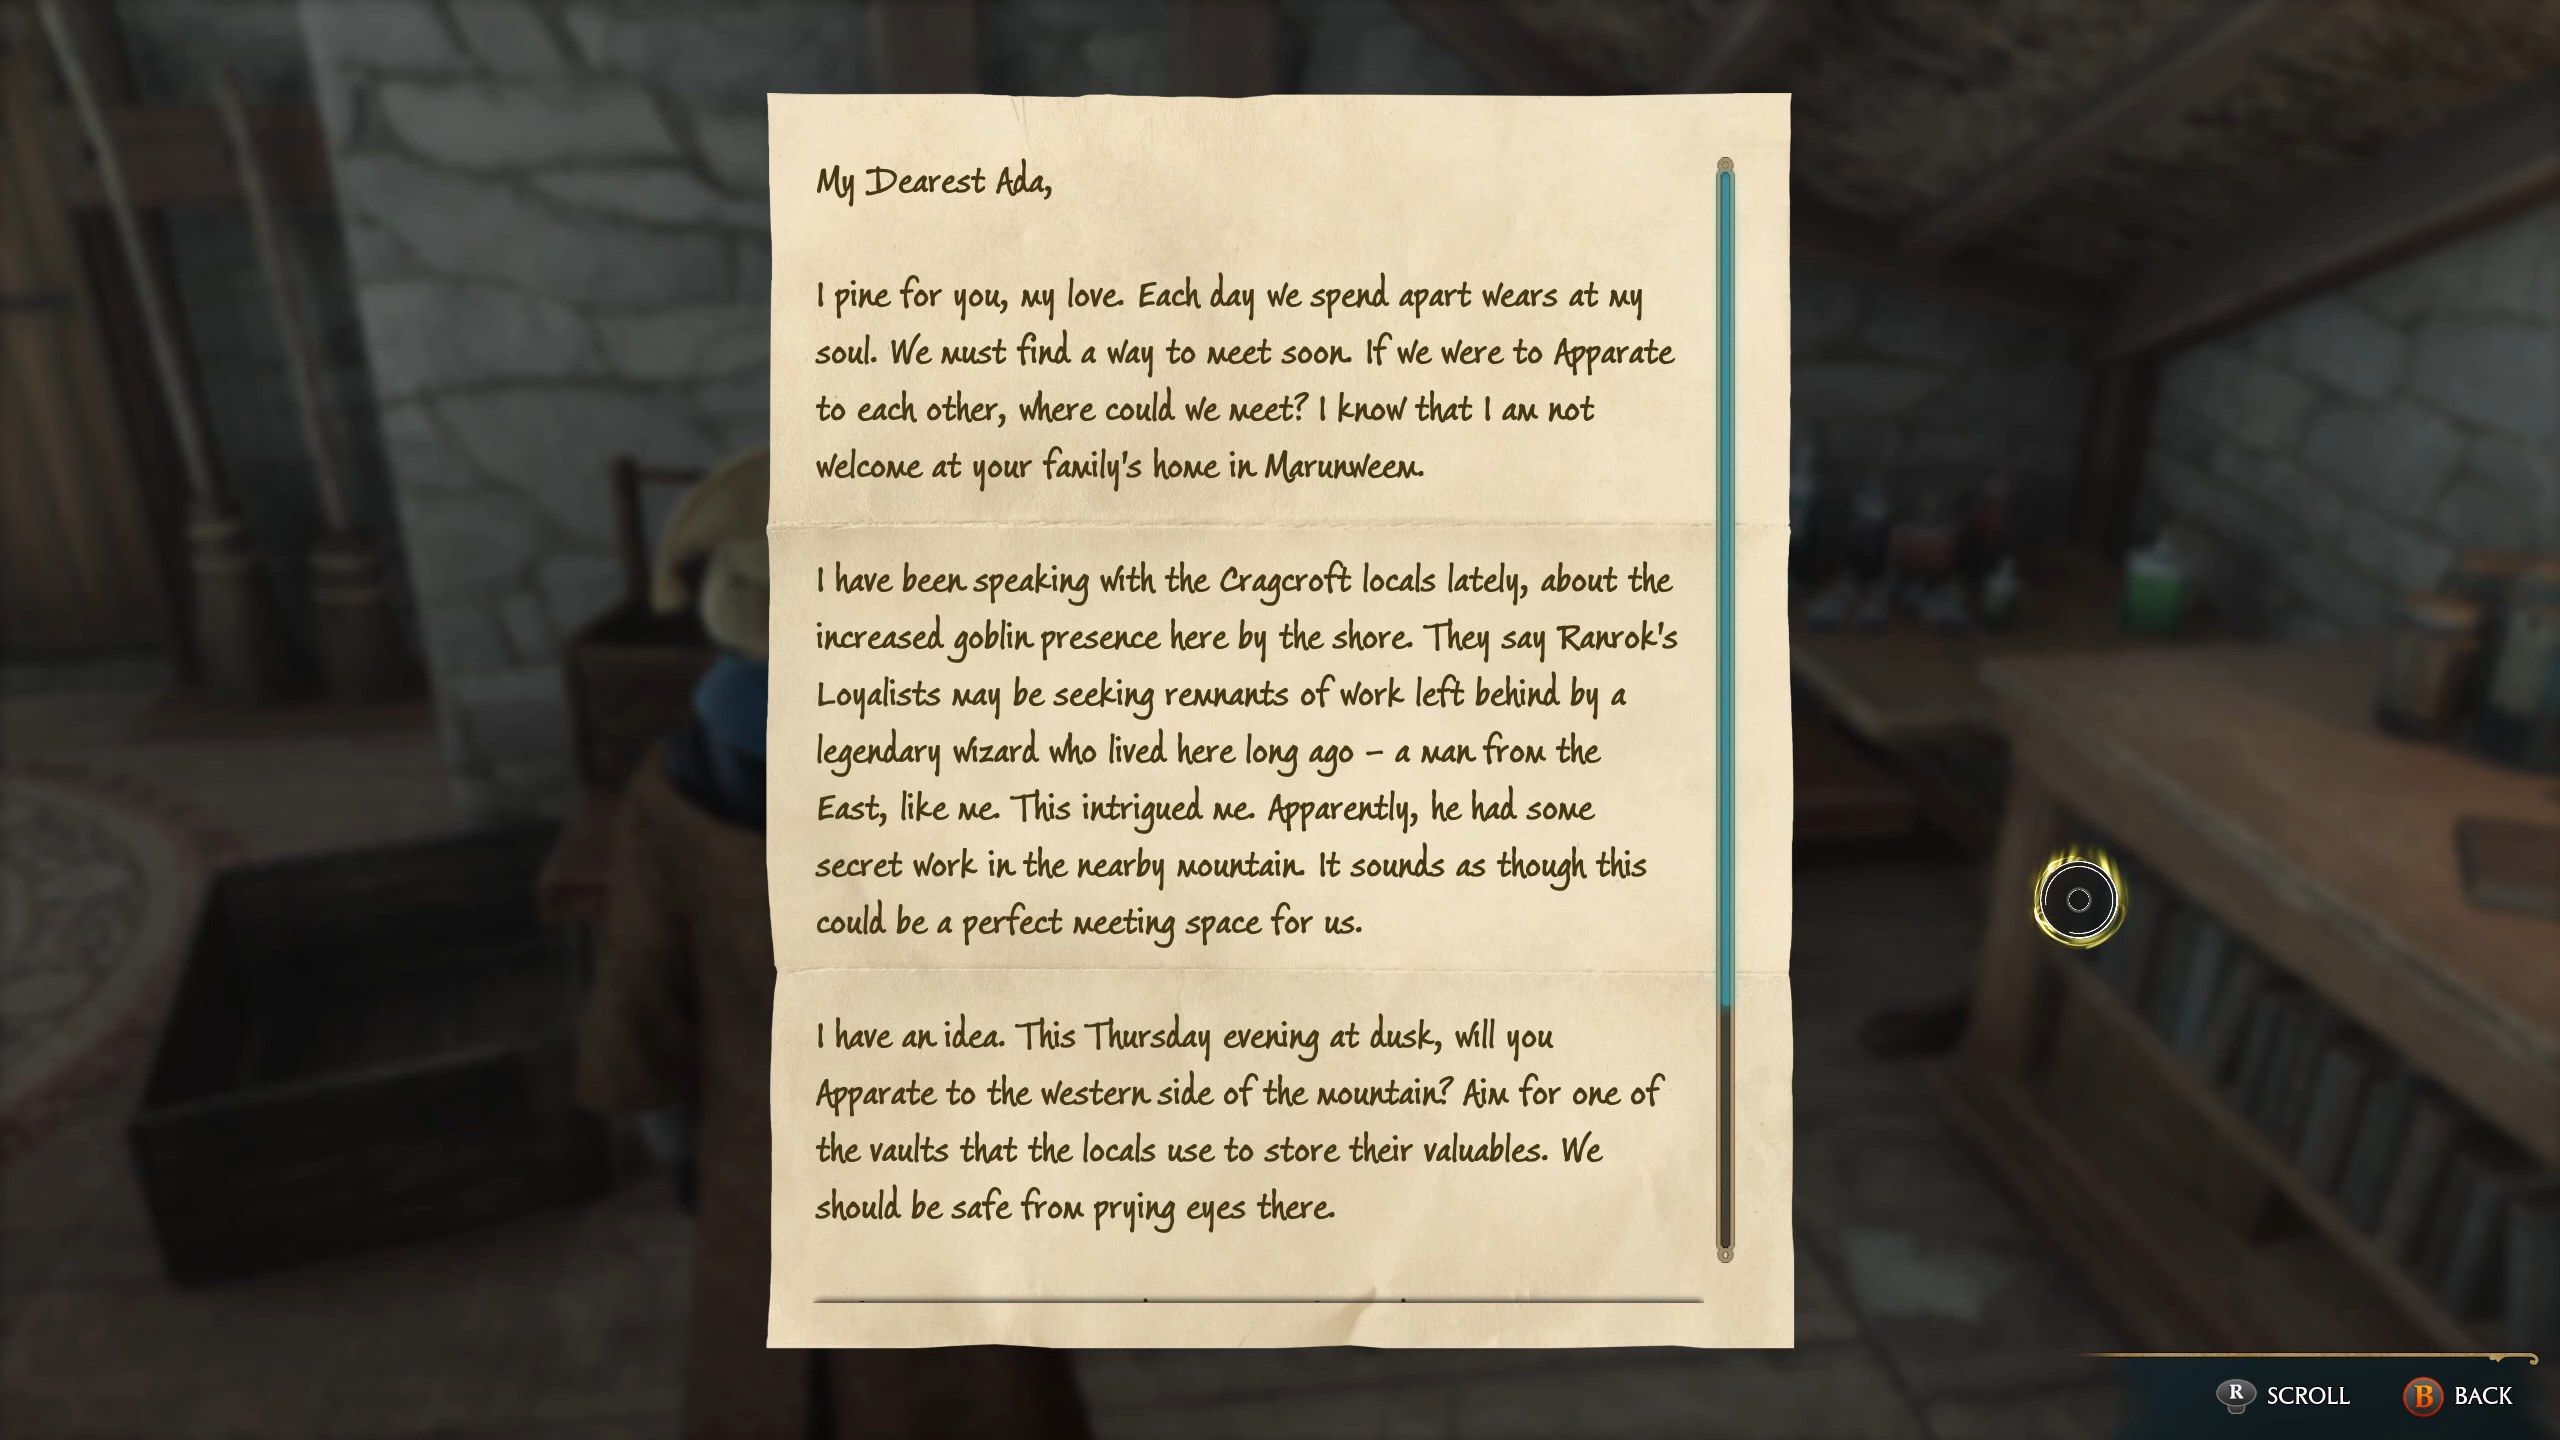 My Dearest Ada,
I pine for you, my love. Each day we spend apart wears at my
soul. We must find a way to meet soon. If we were to Apparate
to each other, where could we meet? I know that I am not
welcome at your family's home in Marunweem.
I have been speaking with the Cragcroft locals lately, about the
increased goblin presence here by the shore. They say Ranrok's
Loyalists may be seeking remnants of work left behind by a
legendary wizard who lived here long ago – a man from the
East, like me. This intrigued me. Apparently, he had some
secret work in the nearby mountain. It sounds as though this
could be a perfect meeting space for us.
I have an idea. This Thursday evening at dusk, will you
Apparate to the western side of the mountain? Aim for one of
the vaults that the locals use to store their valuables. We
should be safe from prying eyes there.
R SCROLL B BACK